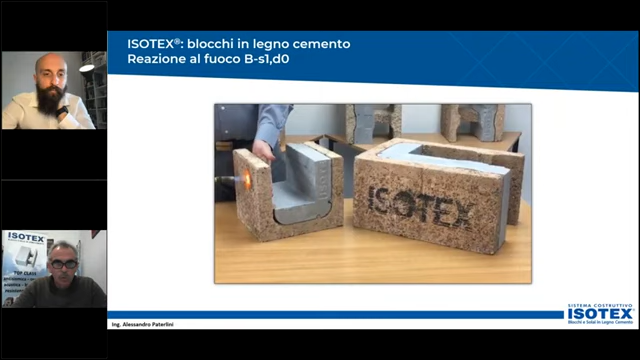 ISOTEX®: blocchi in legno cemento
Reazione al fuoco B-s1,d0
ISOTEX
ISOTEX
TOP CLASS
Ing. Alessandro Paterlini
SISTEMA COSTRUTTIVO
ISOTEX®
Blocchi e Solai in Legno Cemento